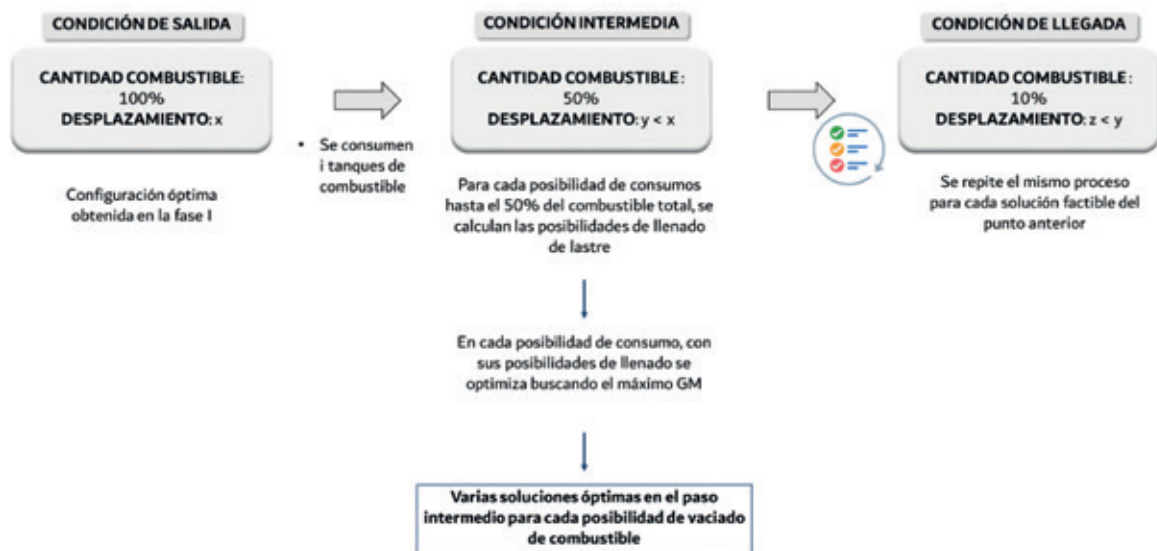 CONDICIÓN DE SALIDA
CANTIDAD COMBUSTIBLE:
100%
DESPLAZAMIENTO: x
Configuración óptima
obtenida en la fase I
• Se consumen
i tanques de
combustible
CONDICIÓN INTERMEDIA
CANTIDAD COMBUSTIBLE:
50%
DESPLAZAMIENTO: y < x
Para cada posibilidad de consumos
hasta el 50% del combustible total, se
calculan las posibilidades de llenado
de lastre
En cada posibilidad de consumo, con
sus posibilidades de llenado se
optimiza buscando el máximo GM
Varias soluciones óptimas en el paso
intermedio para cada posibilidad de vaciado
de combustible
CONDICIÓN DE LLEGADA
CANTIDAD COMBUSTIBLE:
10%
DESPLAZAMIENTO: z < y
Se repite el mismo proceso
para cada solución factible del
punto anterior